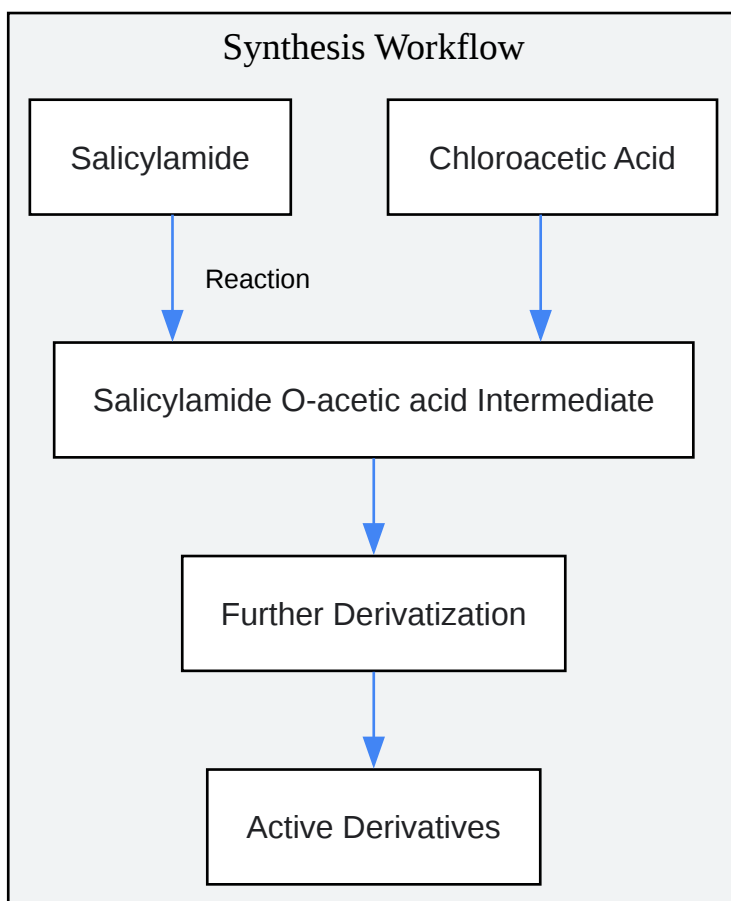 Synthesis Workflow
Salicylamide
Chloroacetic Acid
Reaction
Salicylamide O-acetic acid Intermediate
Further Derivatization
Active Derivatives